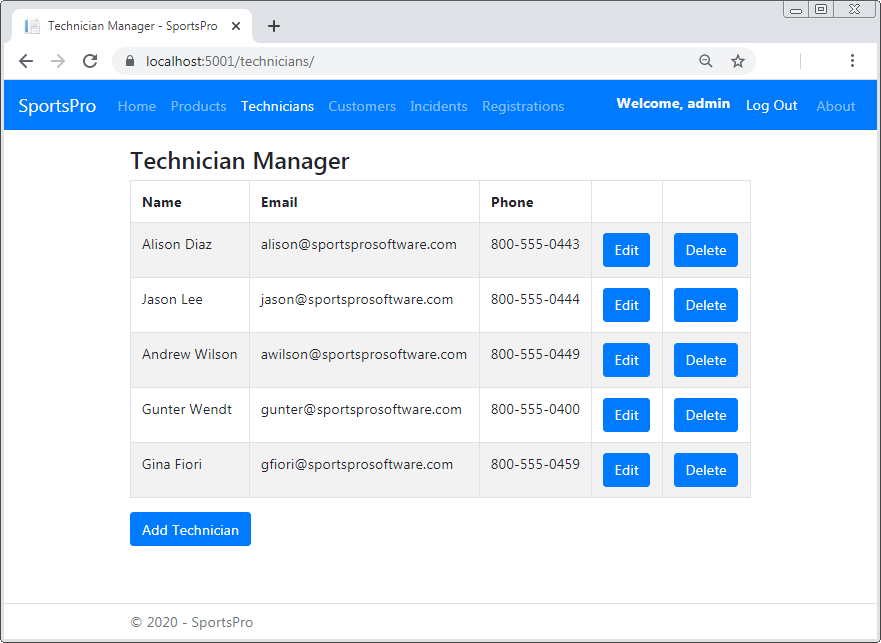 Technician Manager - SportsPro
localhost:5001/technicians/
SportsPro Home Products Technicians Customers Incidents Registrations Welcome, admin Log Out About
Technician Manager
Name Email Phone
Alison Diaz alison@sportsprosoftware.com 800-555-0443 Edit Delete
Jason Lee jason@sportsprosoftware.com 800-555-0444 Edit Delete
Andrew Wilson awilson@sportsprosoftware.com 800-555-0449 Edit Delete
Gunter Wendt gunter@sportsprosoftware.com 800-555-0400 Edit Delete
Gina Fiori gfiori@sportsprosoftware.com 800-555-0459 Edit Delete
Add Technician
© 2020 - SportsPro